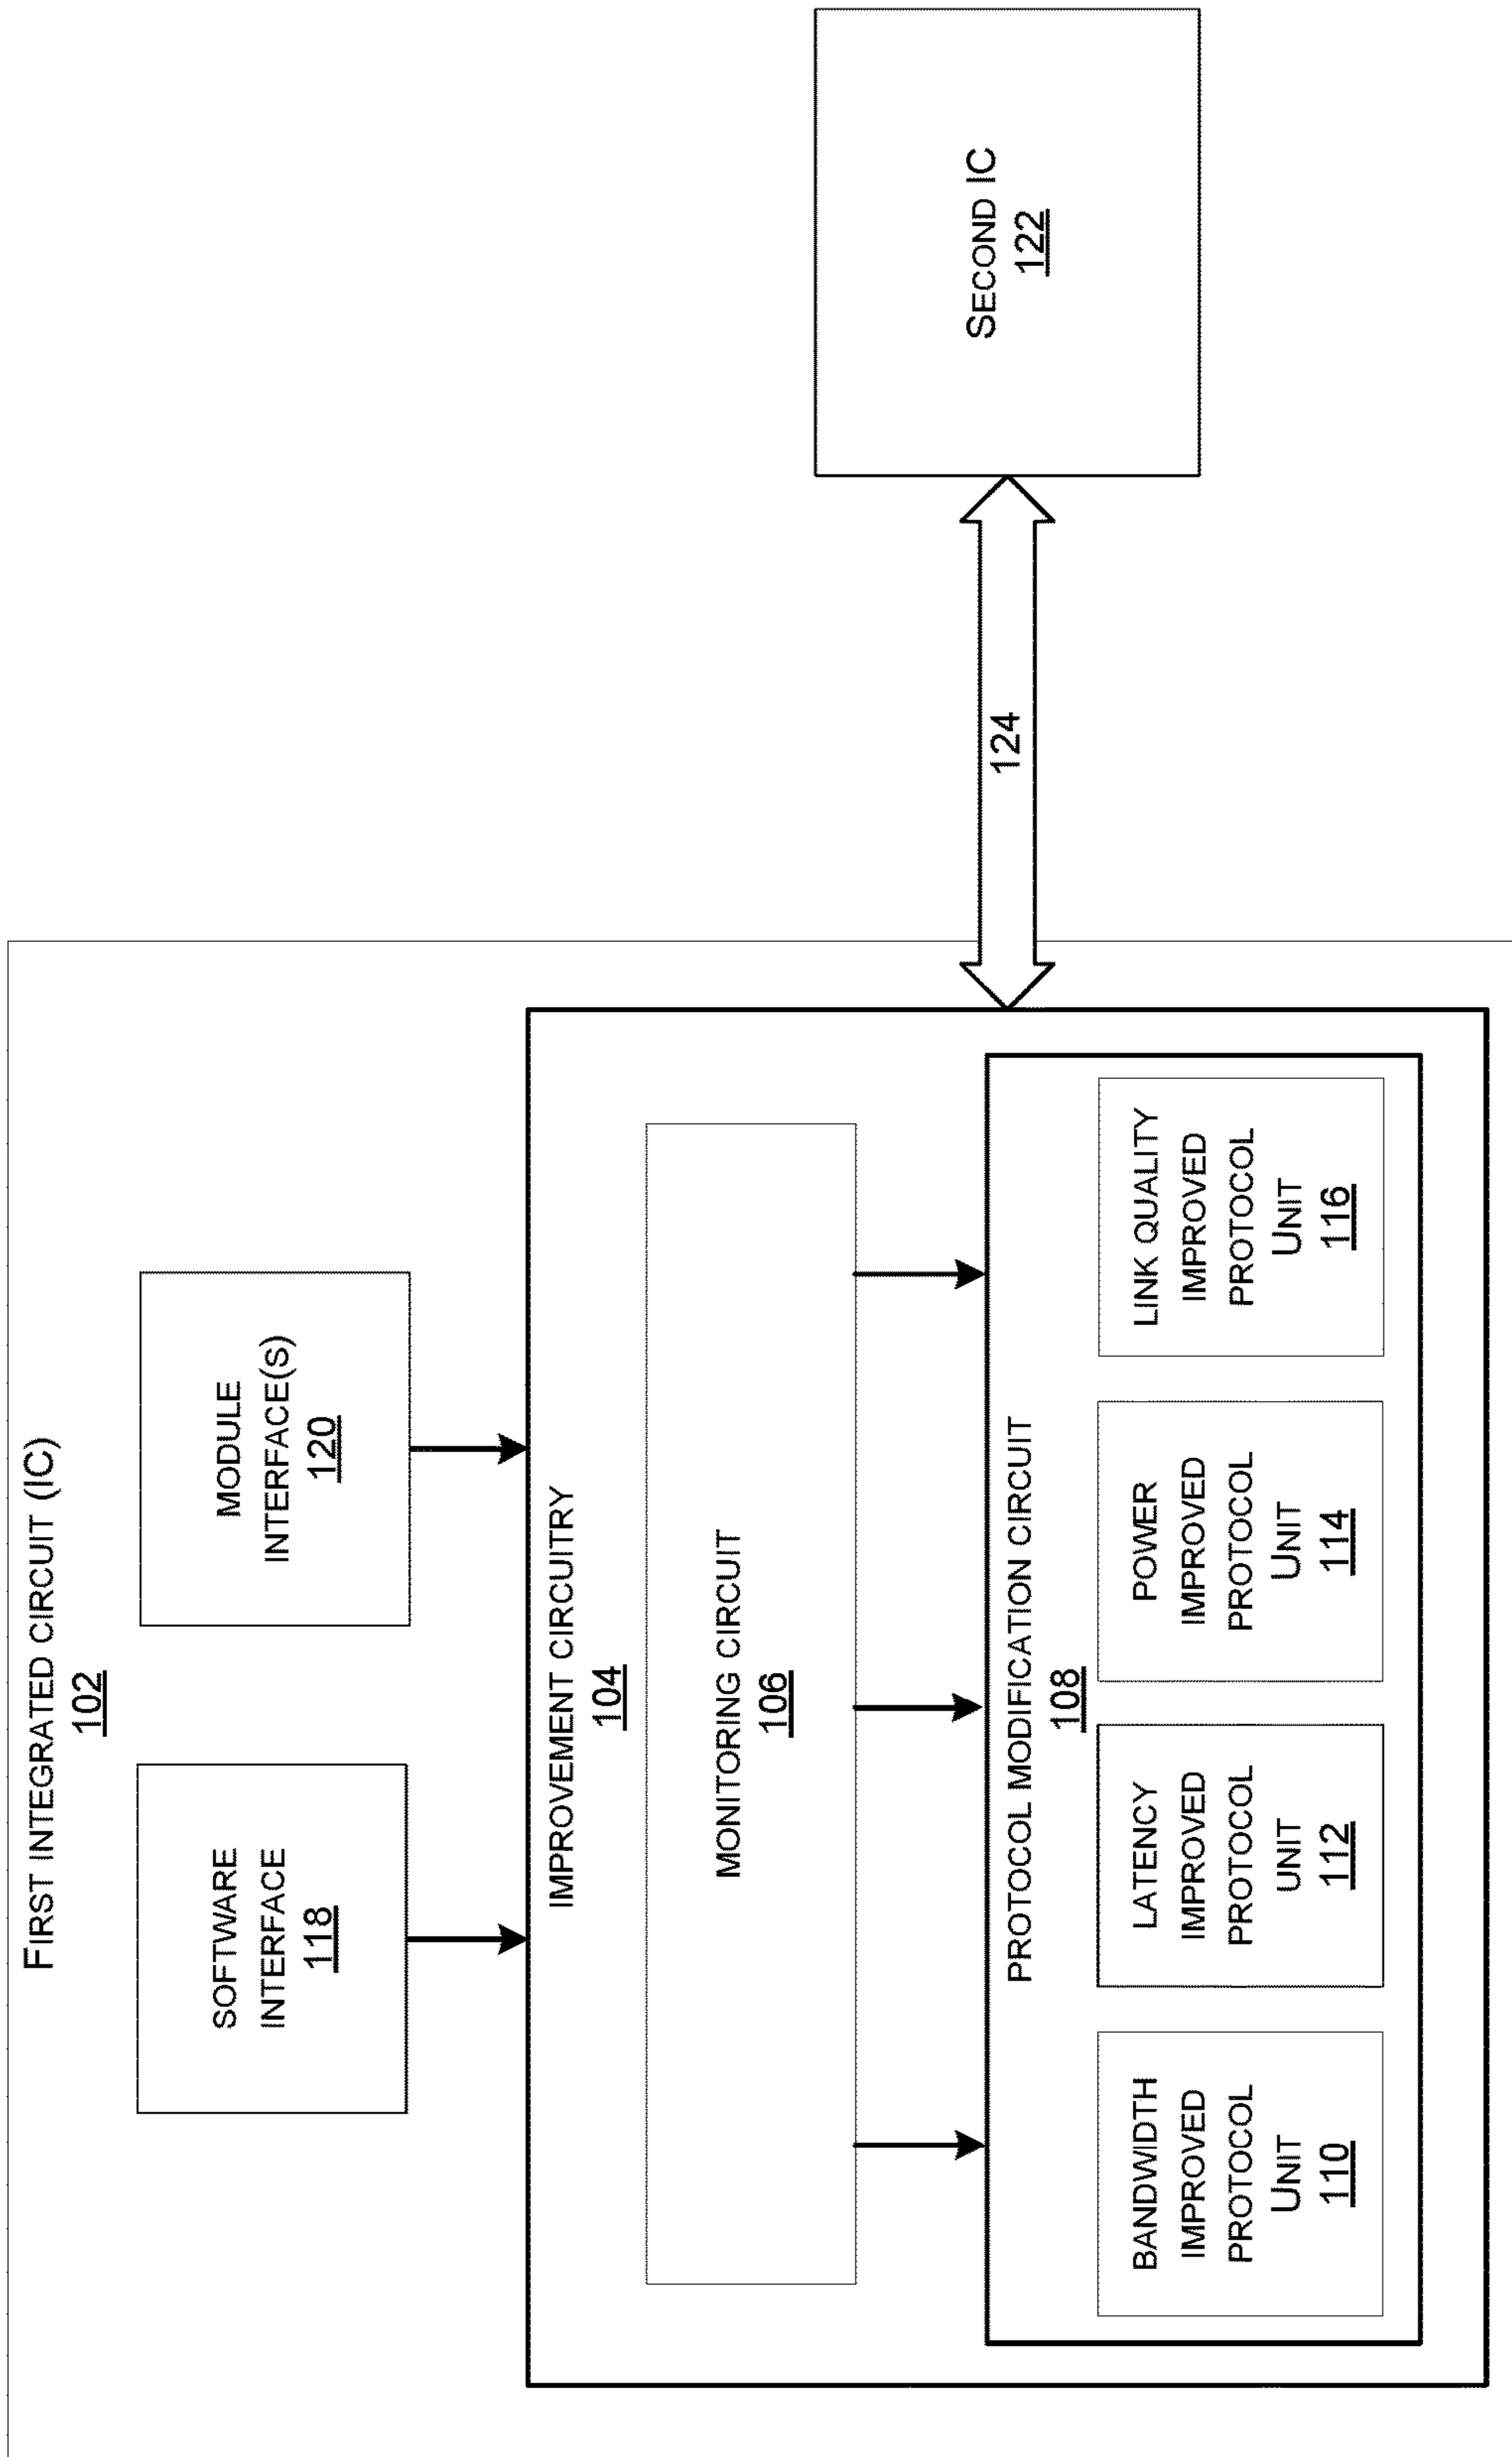 FIRST INTEGRATED CIRCUIT (IC)
102
SOFTWARE
INTERFACE
118
MODULE
INTERFACE(S)
120
IMPROVEMENT CIRCUITRY
104
MONITORING CIRCUIT
106
PROTOCOL MODIFICATION CIRCUIT
108
BANDWIDTH
IMPROVED
PROTOCOL
UNIT
110
LATENCY
IMPROVED
PROTOCOL
UNIT
112
POWER
IMPROVED
PROTOCOL
UNIT
114
LINK QUALITY
IMPROVED
PROTOCOL
UNIT
116
124
SECOND IC
122